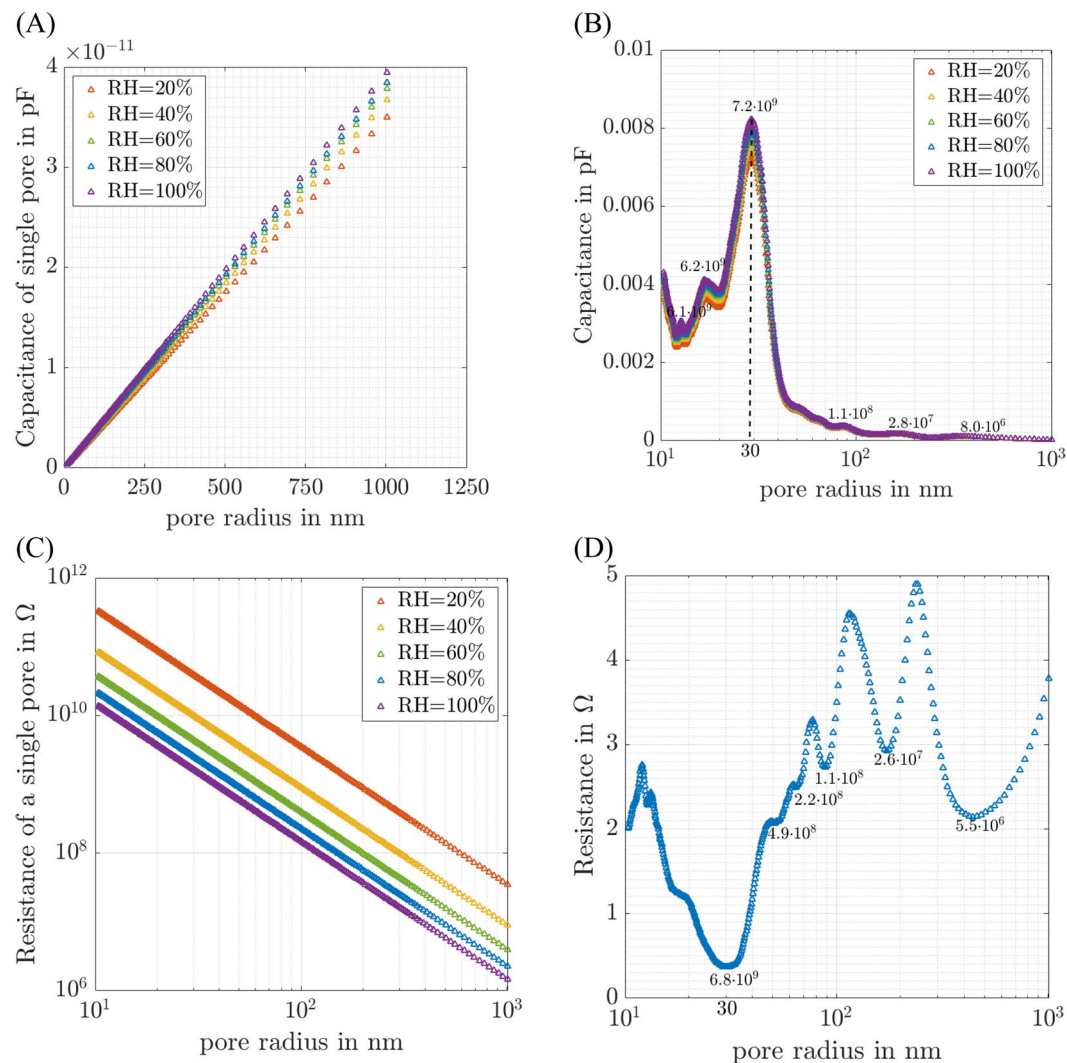 (A)
×10⁻¹¹
Capacitance of single pore in pF
4
3
2
1
0
RH=20%
RH=40%
RH=60%
RH=80%
RH=100%
0 250 500 750 1000 1250
pore radius in nm
(B)
Capacitance in pF
0.01
0.008
0.006
0.004
0.002
0
7.2·10⁹
6.2·10⁹
6.1·10⁹
1.1·10⁸
2.8·10⁷
8.0·10⁶
RH=20%
RH=40%
RH=60%
RH=80%
RH=100%
10¹ 30 10² 10³
pore radius in nm
(C)
Resistance of a single pore in Ω
10¹²
10¹⁰
10⁸
10⁶
RH=20%
RH=40%
RH=60%
RH=80%
RH=100%
10¹ 10² 10³
pore radius in nm
(D)
Resistance in Ω
5
4
3
2
1
0
6.8·10⁹
4.9·10⁸
2.2·10⁸
1.1·10⁸
2.6·10⁷
5.5·10⁶
10¹ 30 10² 10³
pore radius in nm